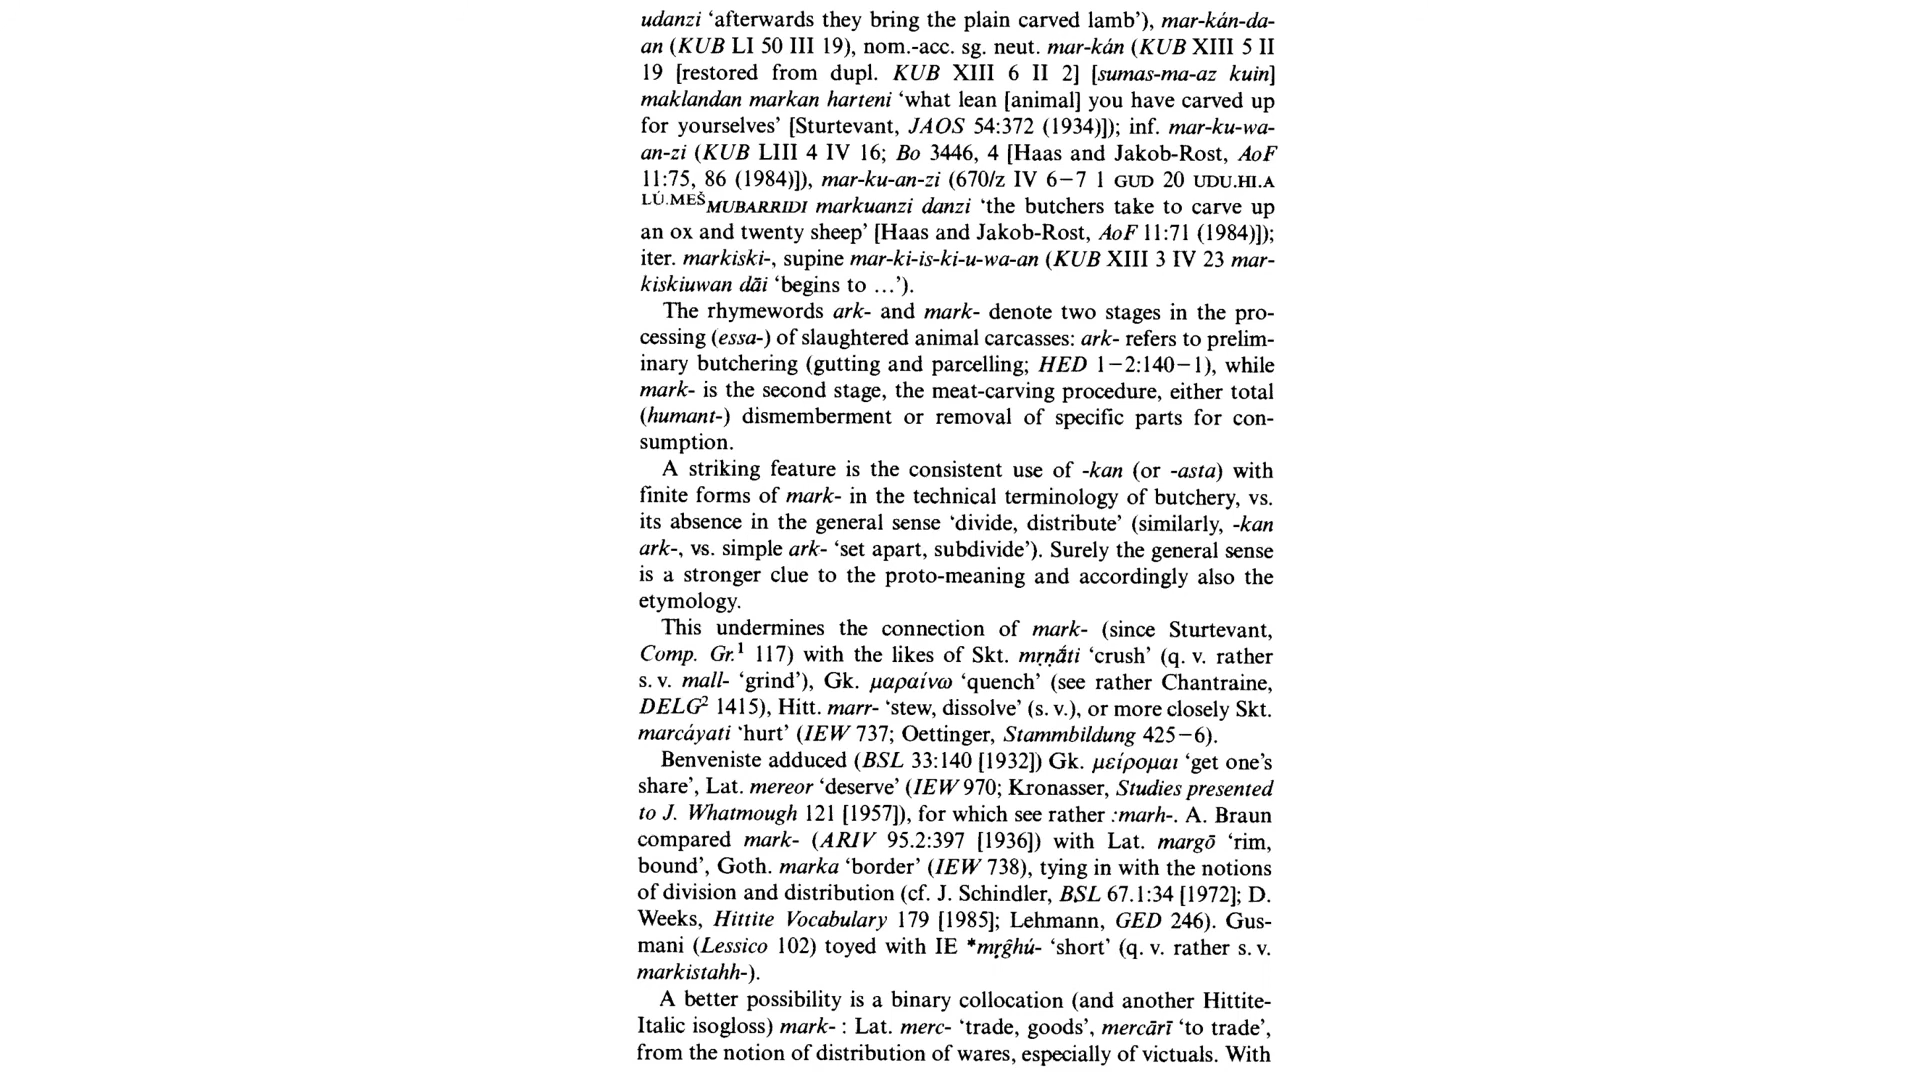 udanzi ‘afterwards they bring the plain carved lamb’), mar-kán-da-
an (KUB LI 50 III 19), nom.-acc. sg. neut. mar-kán (KUB XIII 5 II
19 [restored from dupl. KUB XIII 6 II 2] [sumas-ma-az kuin]
maklandan markan harteni ‘what lean [animal] you have carved up
for yourselves’ [Sturtevant, JAOS 54:372 (1934)]); inf. mar-ku-wa-
an-zi (KUB LIII 4 IV 16; Bo 3446, 4 [Haas and Jakob-Rost, AoF
11:75, 86 (1984)]), mar-ku-an-zi (670/z IV 6–7 1 GUD 20 UDU.HI.A
LÚ.MEŠMUBARRIDI markuanzi danzi ‘the butchers take to carve up
an ox and twenty sheep’ [Haas and Jakob-Rost, AoF 11:71 (1984)]);
iter. markiski-, supine mar-ki-is-ki-u-wa-an (KUB XIII 3 IV 23 mar-
kiskiuwan dāi ‘begins to ...’).
The rhymewords ark- and mark- denote two stages in the pro-
cessing (essa-) of slaughtered animal carcasses: ark- refers to prelim-
inary butchering (gutting and parcelling; HED 1–2:140–1), while
mark- is the second stage, the meat-carving procedure, either total
(humant-) dismemberment or removal of specific parts for con-
sumption.
A striking feature is the consistent use of -kan (or -asta) with
finite forms of mark- in the technical terminology of butchery, vs.
its absence in the general sense ‘divide, distribute’ (similarly, -kan
ark-, vs. simple ark- ‘set apart, subdivide’). Surely the general sense
is a stronger clue to the proto-meaning and accordingly also the
etymology.
This undermines the connection of mark- (since Sturtevant,
Comp. Gr.¹ 117) with the likes of Skt. mṛṇā́ti ‘crush’ (q. v. rather
s. v. mall- ‘grind’), Gk. μαραίνω ‘quench’ (see rather Chantraine,
DELG² 1415), Hitt. marr- ‘stew, dissolve’ (s. v.), or more closely Skt.
marcáyati ‘hurt’ (IEW 737; Oettinger, Stammbildung 425–6).
Benveniste adduced (BSL 33:140 [1932]) Gk. μείρομαι ‘get one’s
share’, Lat. mereor ‘deserve’ (IEW 970; Kronasser, Studies presented
to J. Whatmough 121 [1957]), for which see rather :marh-. A. Braun
compared mark- (ARIV 95.2:397 [1936]) with Lat. margō ‘rim,
bound’, Goth. marka ‘border’ (IEW 738), tying in with the notions
of division and distribution (cf. J. Schindler, BSL 67.1:34 [1972]; D.
Weeks, Hittite Vocabulary 179 [1985]; Lehmann, GED 246). Gus-
mani (Lessico 102) toyed with IE *mṛĝhú- ‘short’ (q. v. rather s. v.
markistahh-).
A better possibility is a binary collocation (and another Hittite-
Italic isogloss) mark- : Lat. merc- ‘trade, goods’, mercārī ‘to trade’,
from the notion of distribution of wares, especially of victuals. With